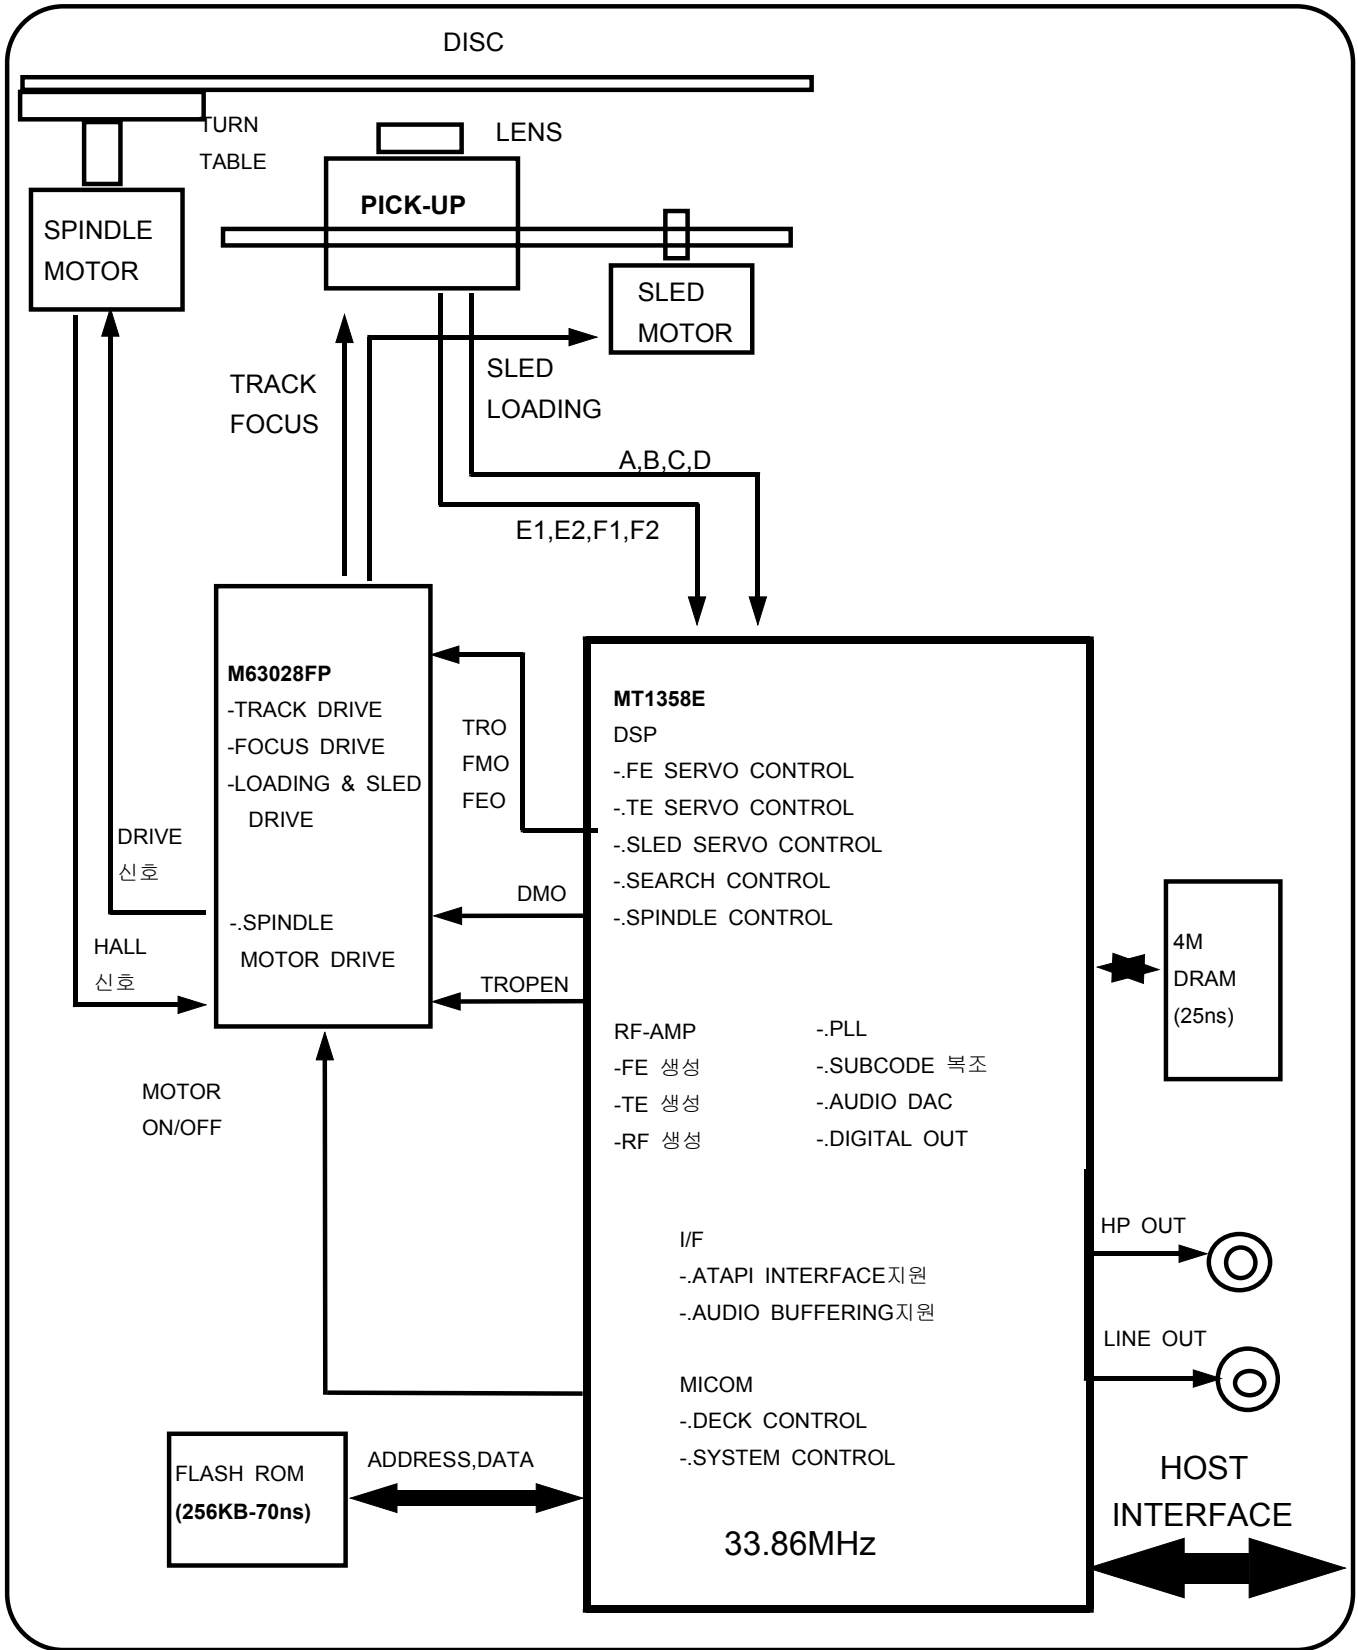 DISC
TURN
TABLE
LENS
PICK-UP
SPINDLE
MOTOR
SLED
MOTOR
TRACK
FOCUS
SLED
LOADING
A,B,C,D
E1,E2,F1,F2
M63028FP
-TRACK DRIVE
-FOCUS DRIVE
-LOADING & SLED
DRIVE
-.SPINDLE
MOTOR DRIVE
DRIVE
신호
HALL
신호
TRO
FMO
FEO
DMO
TROPEN
MOTOR
ON/OFF
MT1358E
DSP
-.FE SERVO CONTROL
-.TE SERVO CONTROL
-.SLED SERVO CONTROL
-.SEARCH CONTROL
-.SPINDLE CONTROL
RF-AMP
-FE 생성
-TE 생성
-RF 생성
-.PLL
-.SUBCODE 복조
-.AUDIO DAC
-.DIGITAL OUT
I/F
-.ATAPI INTERFACE지원
-.AUDIO BUFFERING지원
MICOM
-.DECK CONTROL
-.SYSTEM CONTROL
33.86MHz
4M
DRAM
(25ns)
HP OUT
LINE OUT
FLASH ROM
(256KB-70ns)
ADDRESS,DATA
HOST
INTERFACE